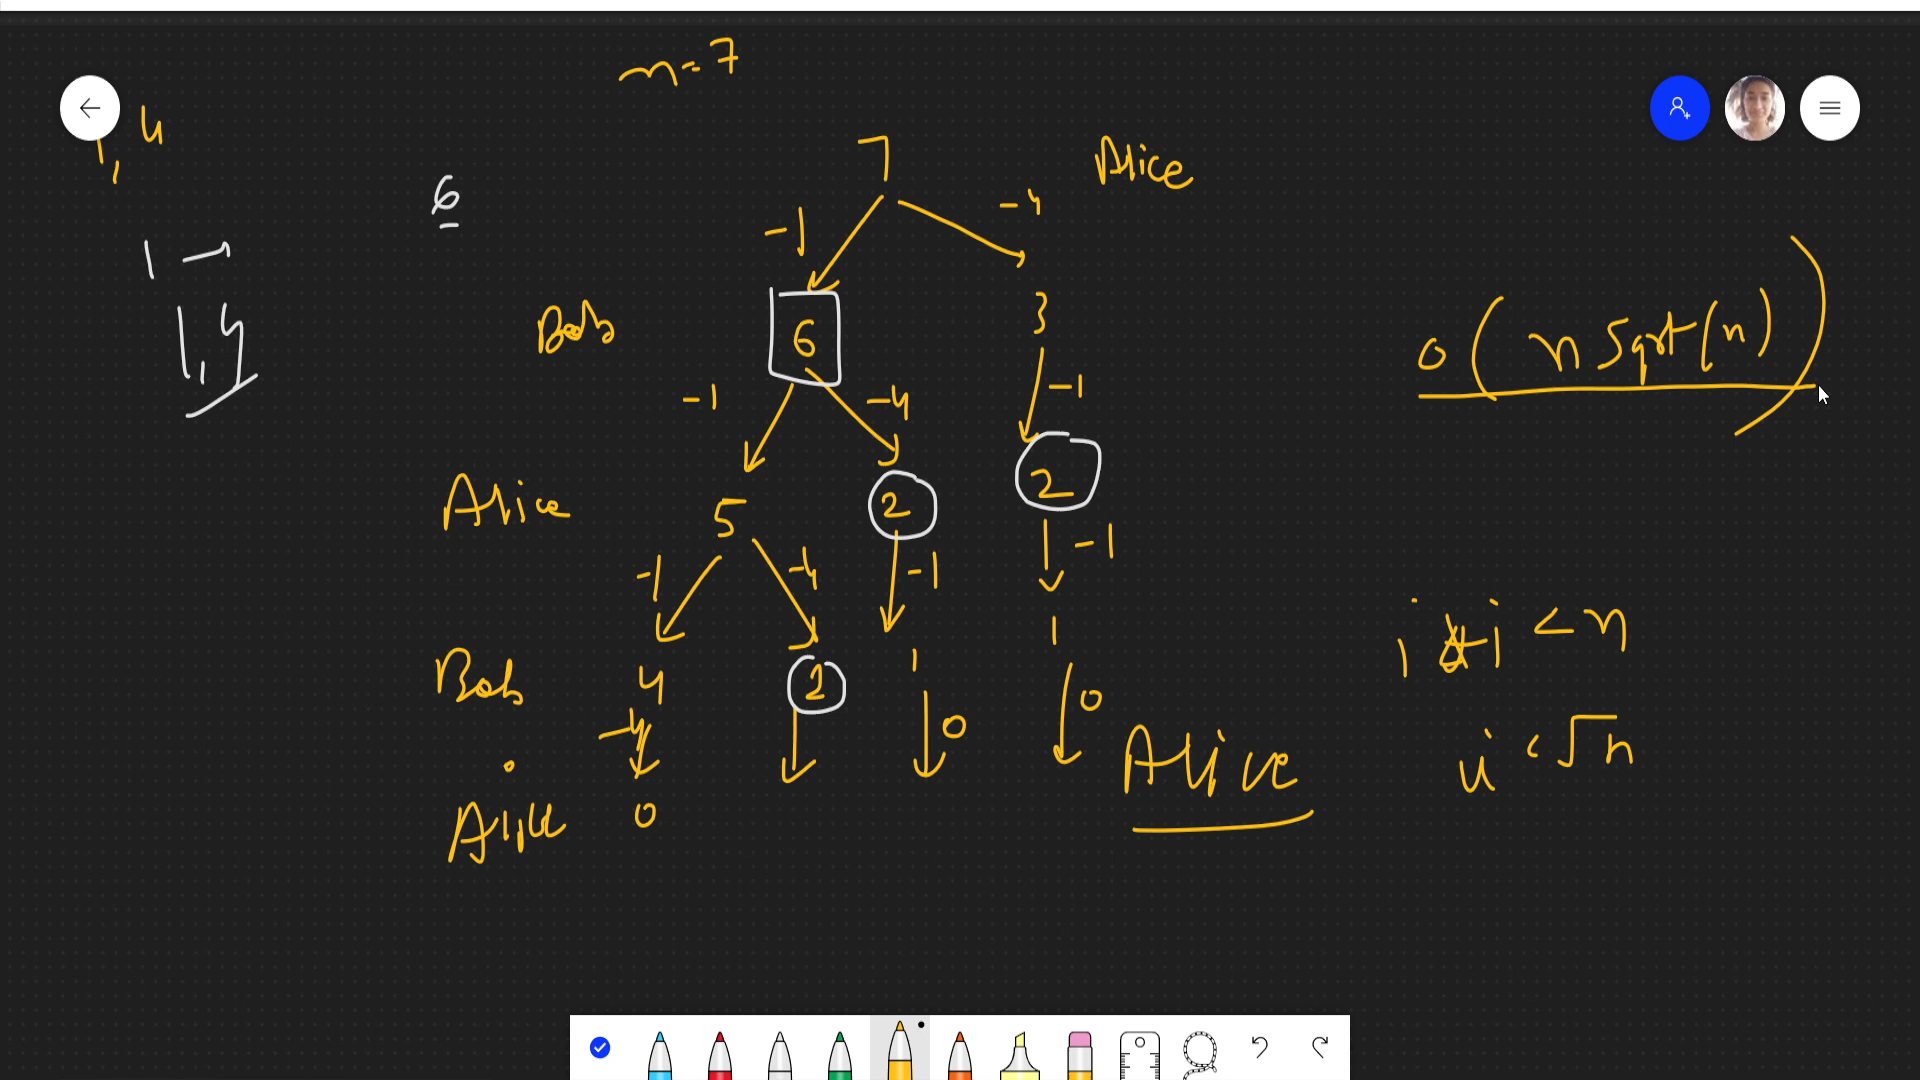 n = 7
1, 4
7 Alice
6
-1 -4
1 -
1, 4
Bob 6 3
O(n sqrt(n))
-1 -4 -1
Alice 5 2 2
-1 -4 -1 -1
1 1
i * i < n
Bob 4 2
-4 0 0
Alice
i < √n
Alice 0